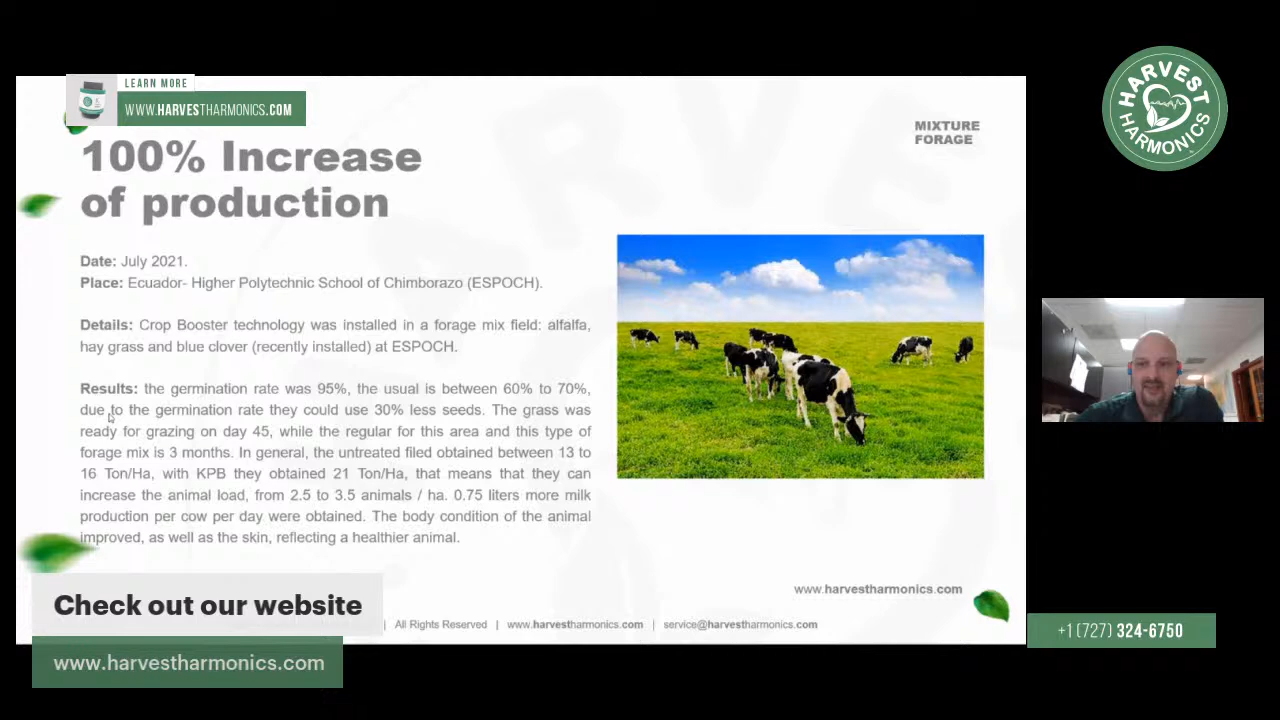 LEARN MORE
WWW.HARVESTHARMONICS.COM
MIXTURE
FORAGE
100% Increase
of production
Date: July 2021.
Place: Ecuador- Higher Polytechnic School of Chimborazo (ESPOCH).
Details: Crop Booster technology was installed in a forage mix field: alfalfa,
hay grass and blue clover (recently installed) at ESPOCH.
Results: the germination rate was 95%, the usual is between 60% to 70%,
due to the germination rate they could use 30% less seeds. The grass was
ready for grazing on day 45, while the regular for this area and this type of
forage mix is 3 months. In general, the untreated filed obtained between 13 to
16 Ton/Ha, with KPB they obtained 21 Ton/Ha, that means that they can
increase the animal load, from 2.5 to 3.5 animals / ha. 0.75 liters more milk
production per cow per day were obtained. The body condition of the animal
improved, as well as the skin, reflecting a healthier animal.
www.harvestharmonics.com
Check out our website
| All Rights Reserved | www.harvestharmonics.com | service@harvestharmonics.com
www.harvestharmonics.com
HARVEST
HARMONICS
+1 (727) 324-6750